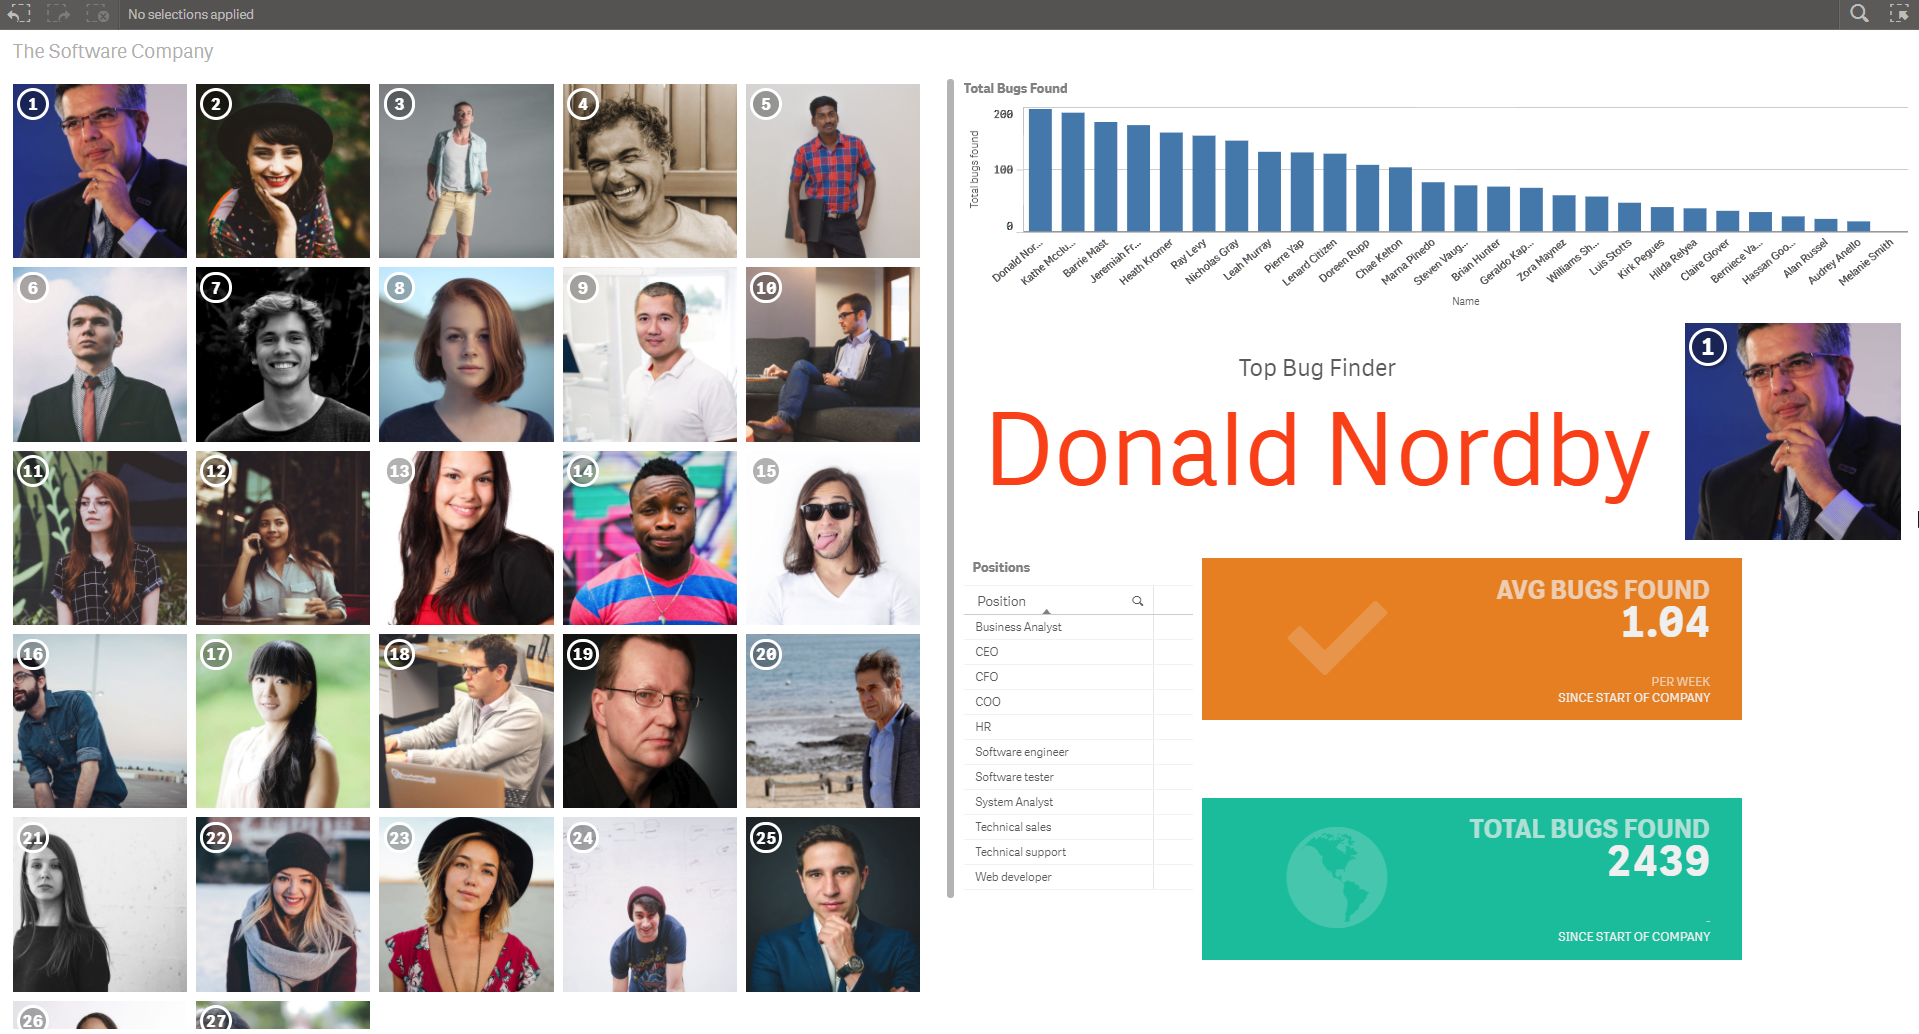 No selections applied
The Software Company
1
2
3
4
5
6
7
8
9
10
11
12
13
14
15
16
17
18
19
20
21
22
23
24
25
26
27
Total Bugs Found
Total bugs found
200
100
0
Donald Nor...
Kathe Mcclu...
Barrie Mast
Jeremiah Fr...
Heath Kromer
Ray Levy
Nicholas Gray
Leah Murray
Pierre Yap
Lenard Citizen
Doreen Rupp
Chae Kelton
Marna Pinedo
Steven Vaug...
Brian Hunter
Geraldo Kap...
Zora Maynez
Williams Sh...
Luis Stotts
Kirk Pegues
Hilda Relyea
Claire Glover
Berniece Va...
Hassan Goo...
Alan Russel
Audrey Anello
Melanie Smith
Name
Top Bug Finder
Donald Nordby
1
Positions
Position
Business Analyst
CEO
CFO
COO
HR
Software engineer
Software tester
System Analyst
Technical sales
Technical support
Web developer
AVG BUGS FOUND
1.04
PER WEEK
SINCE START OF COMPANY
TOTAL BUGS FOUND
2439
-
SINCE START OF COMPANY